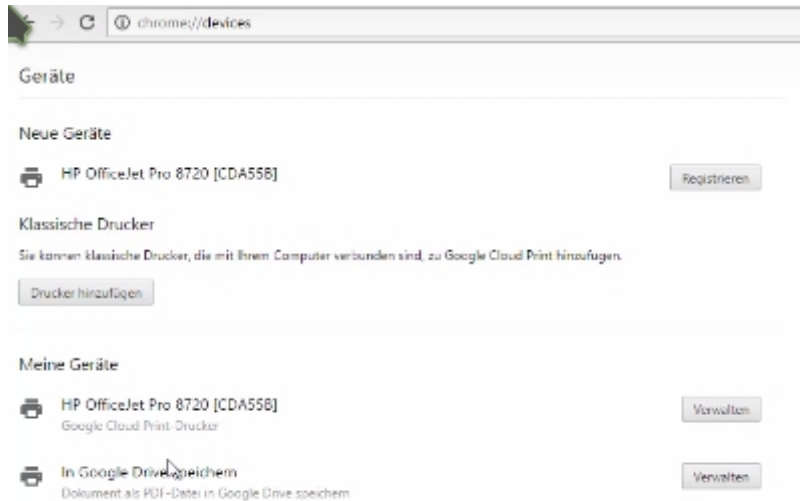 chrome://devices
Geräte
Neue Geräte
HP OfficeJet Pro 8720 [CDA55B]
Registrieren
Klassische Drucker
Sie können klassische Drucker, die mit Ihrem Computer verbunden sind, zu Google Cloud Print hinzufügen.
Drucker hinzufügen
Meine Geräte
HP OfficeJet Pro 8720 [CDA55B]
Verwalten
Google Cloud Print-Drucker
In Google Drive speichern
Verwalten
Dokument als PDF-Datei in Google Drive speichern